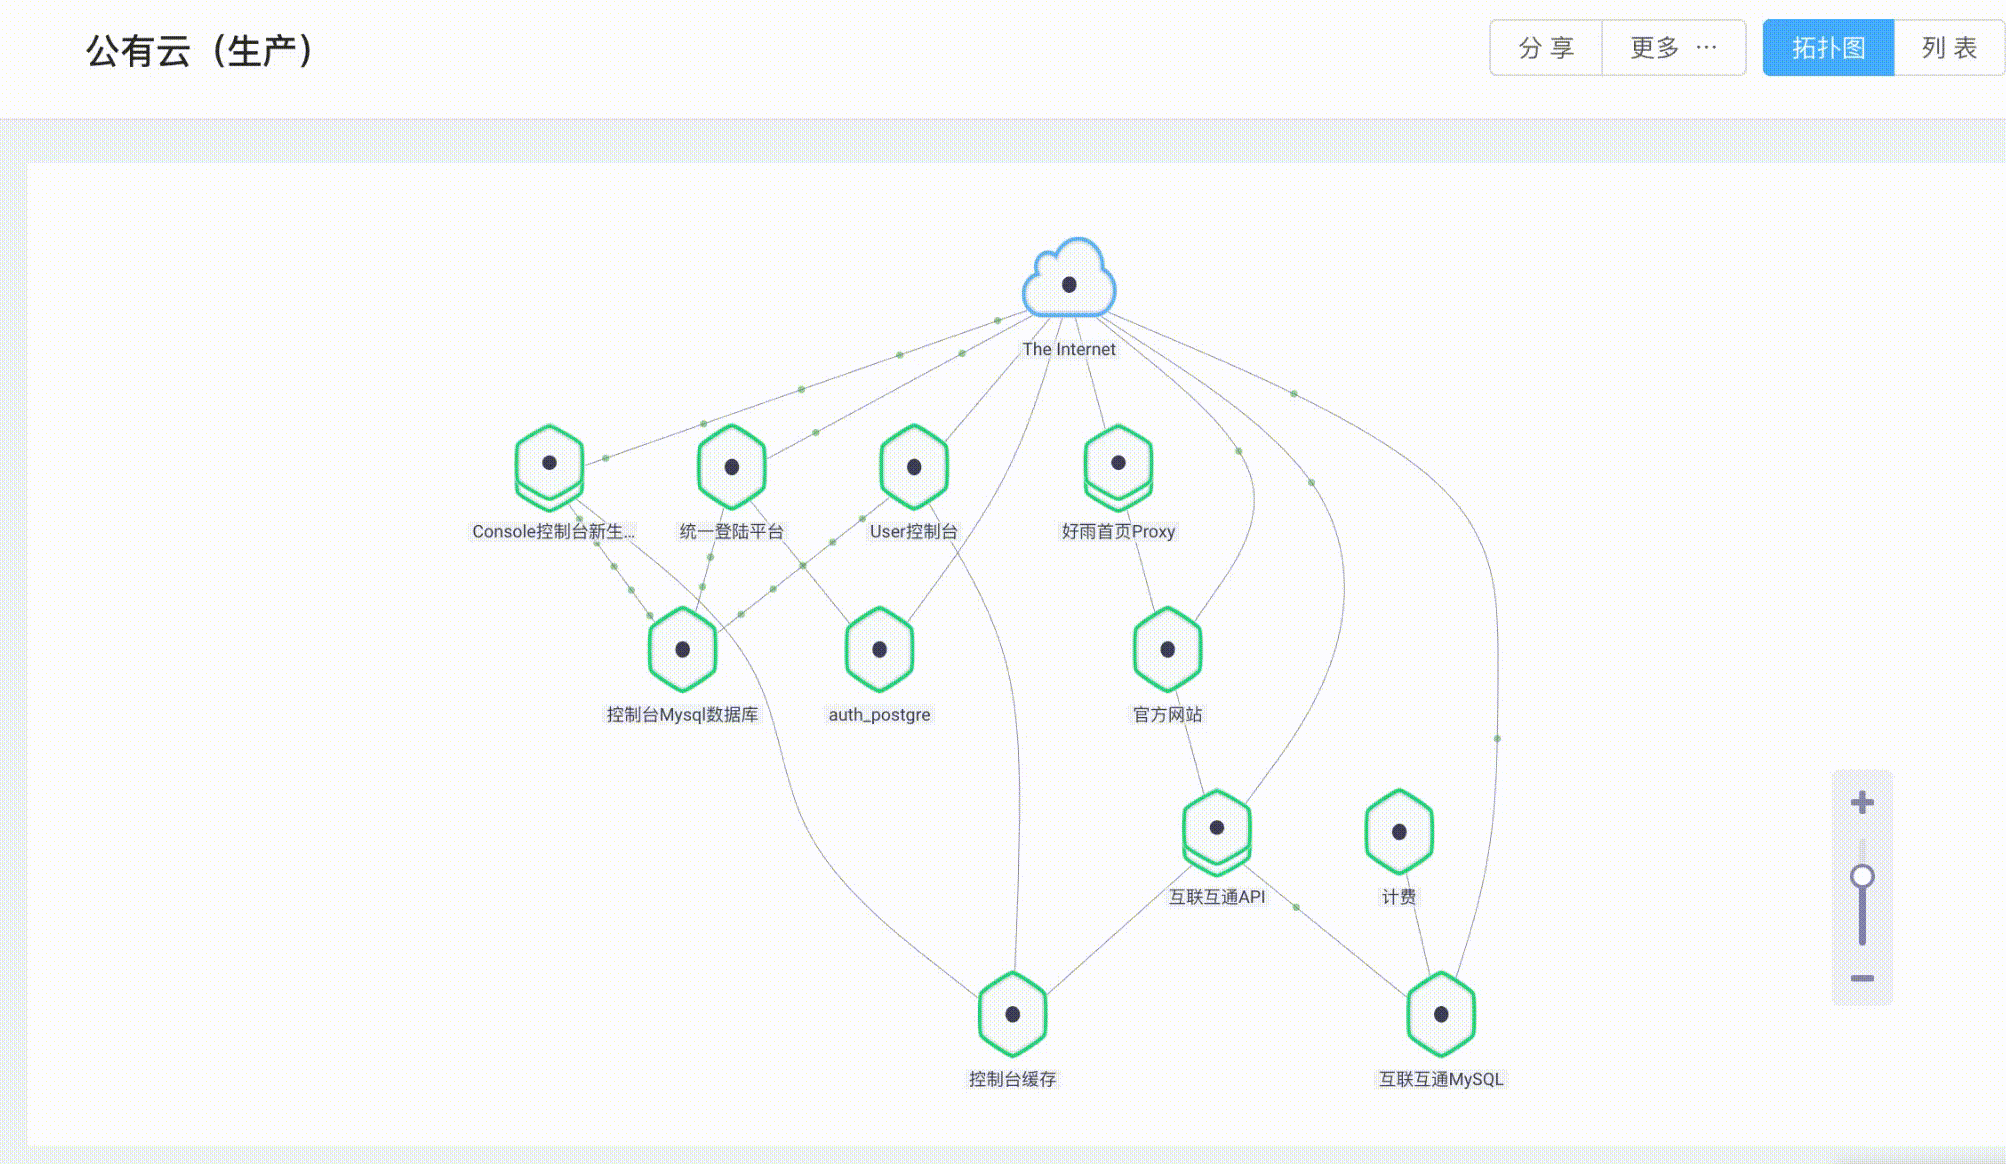 公有云（生产）
分 享
更多 ···
拓扑图
列 表
The Internet
Console控制台新生...
统一登陆平台
User控制台
好雨首页Proxy
控制台Mysql数据库
auth_postgre
官方网站
互联互通API
计费
控制台缓存
互联互通MySQL